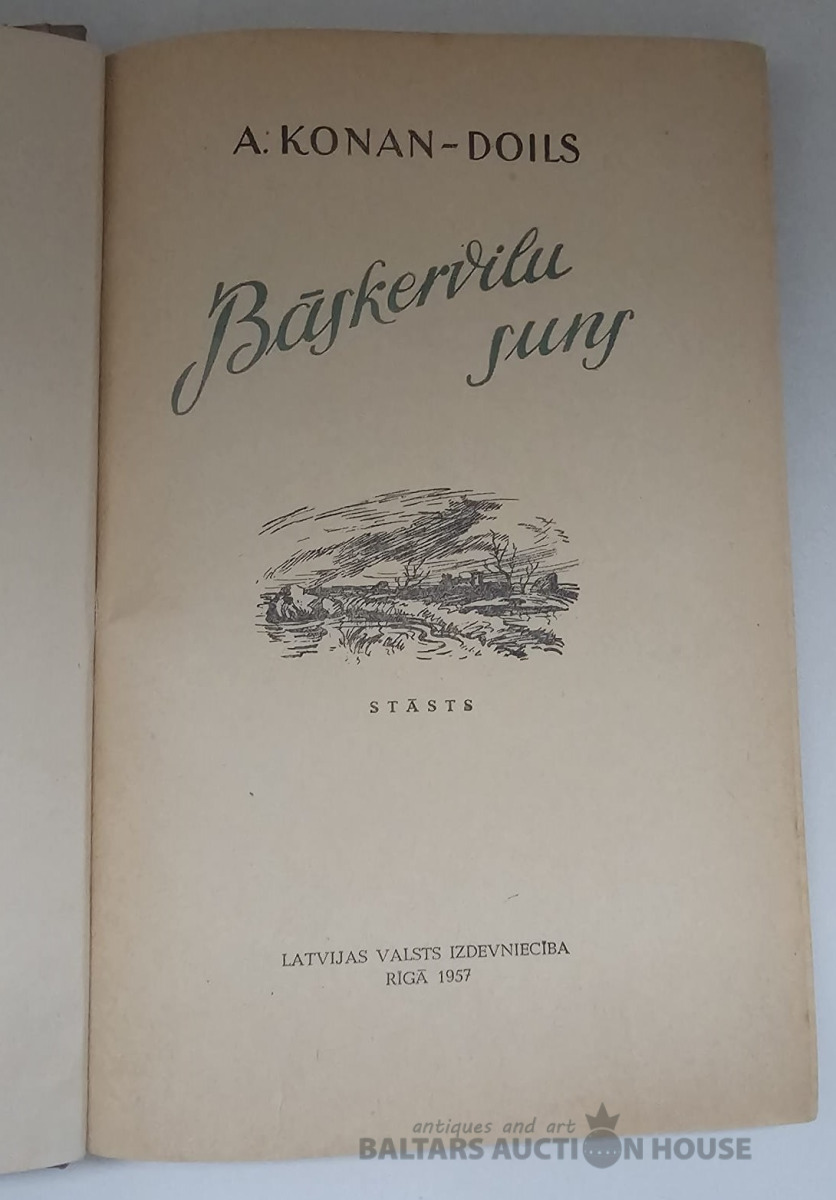 A. KONAN-DOILS
Bāskervilu
suns
STĀSTS
LATVIJAS VALSTS IZDEVNIECĪBA
RĪGĀ 1957
antiques and art
BALTARS AUCTION HOUSE